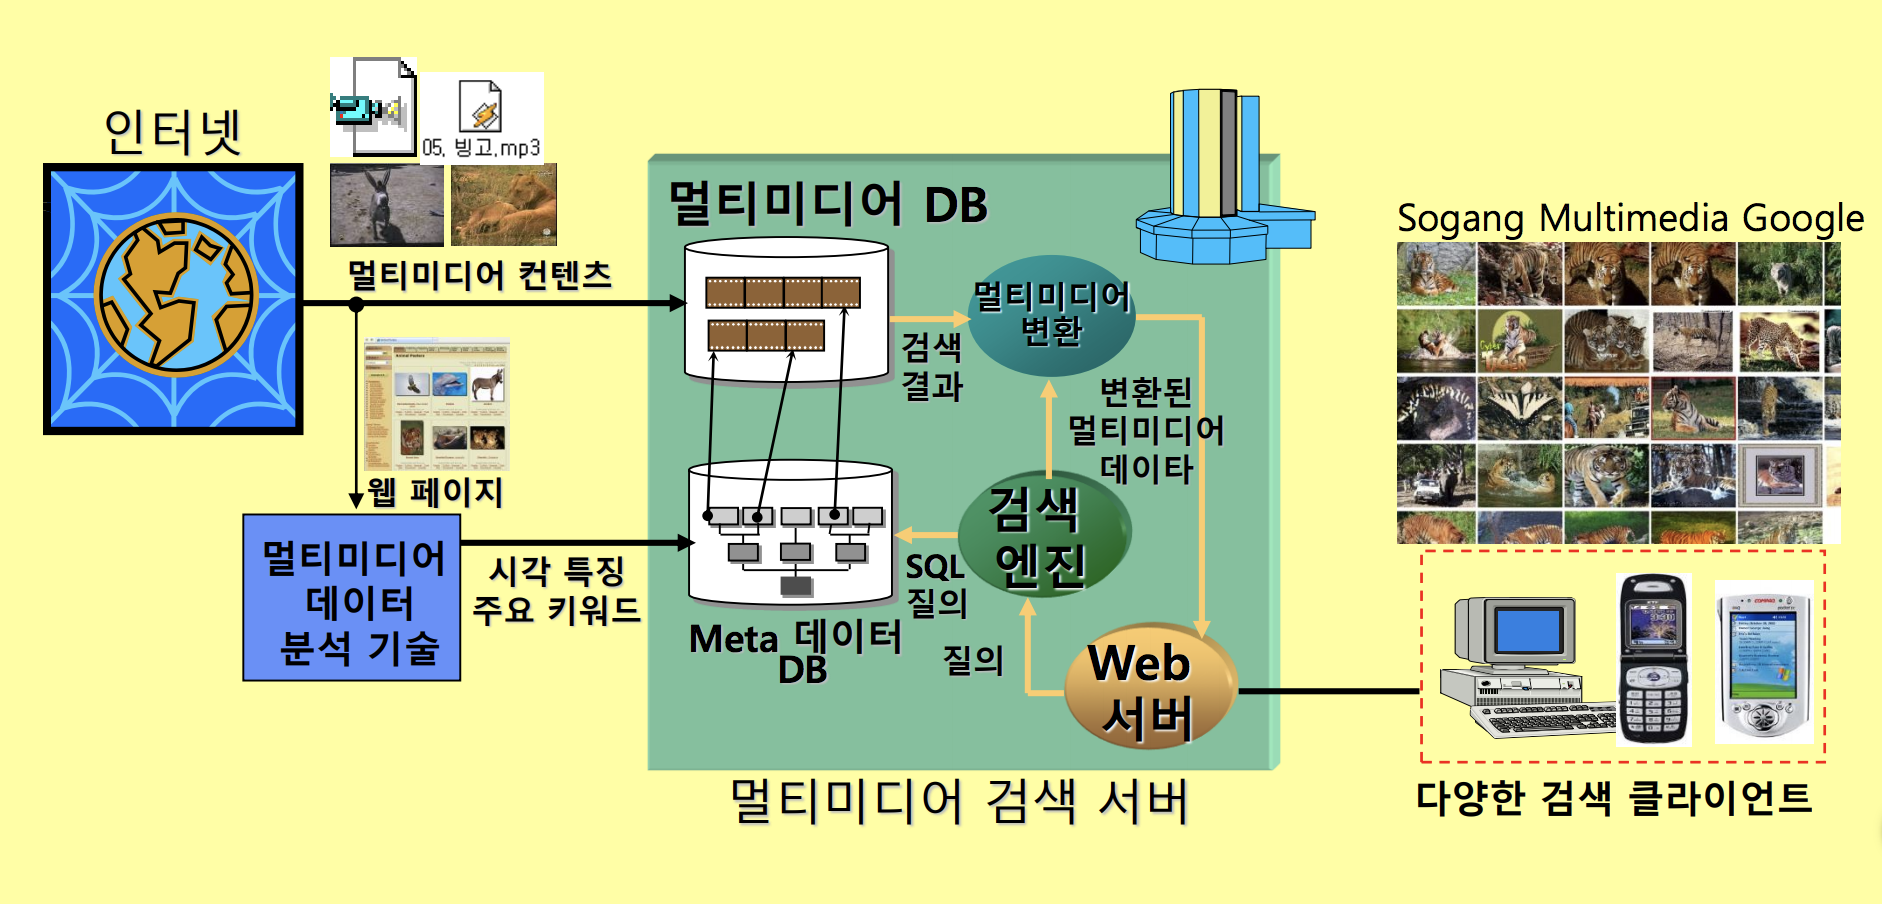 인터넷
05, 빙고,mp3
멀티미디어 컨텐츠
웹 페이지
멀티미디어
데이터
분석 기술
시각 특징
주요 키워드
멀티미디어 DB
검색
결과
멀티미디어
변환
변환된
멀티미디어
데이타
검색
엔진
SQL
질의
Meta 데이터
DB
질의
Web
서버
멀티미디어 검색 서버
Sogang Multimedia Google
다양한 검색 클라이언트